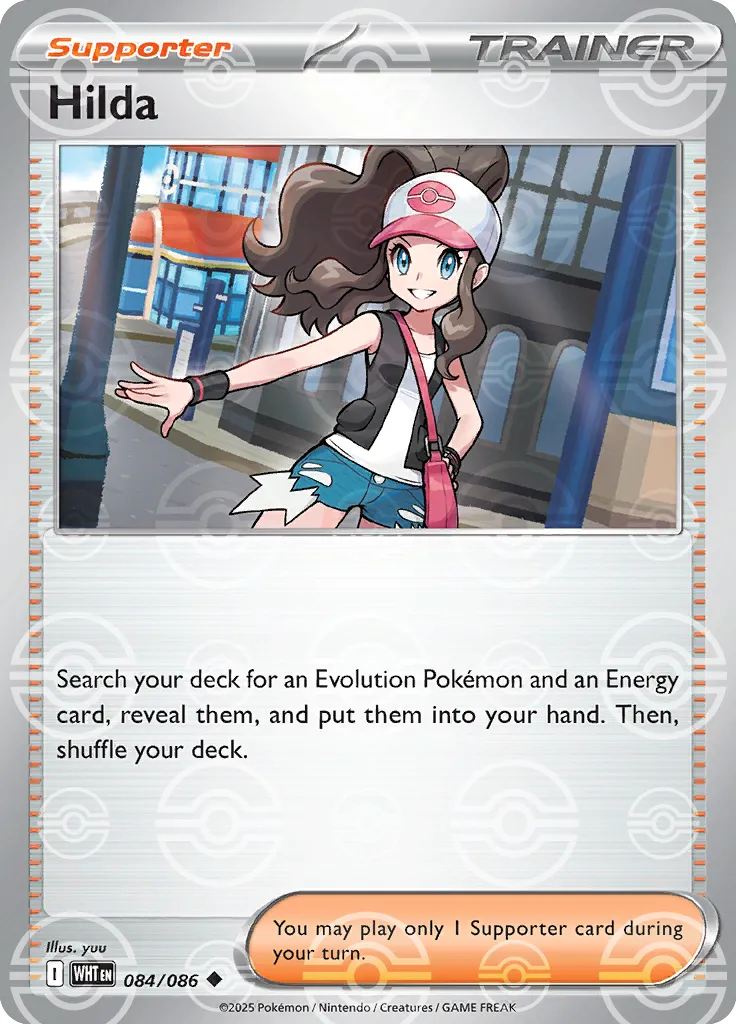 Supporter
TRAINER
Hilda
Search your deck for an Evolution Pokémon and an Energy
card, reveal them, and put them into your hand. Then,
shuffle your deck.
You may play only 1 Supporter card during
your turn.
Illus. yuu
I WHT EN 084/086
©2025 Pokémon / Nintendo / Creatures / GAME FREAK